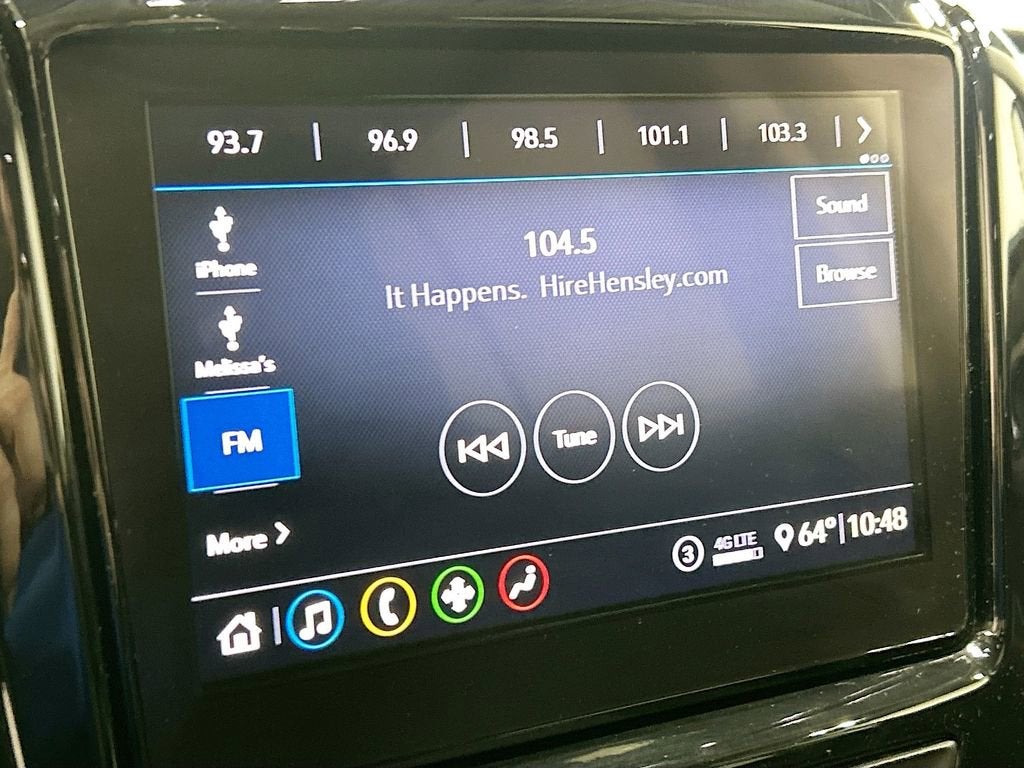 93.7 | 96.9 | 98.5 | 101.1 | 103.3 |
Sound
iPhone
104.5
Browse
It Happens. HireHensley.com
Melissa's
FM
Tune
More
3 4G LTE 64° | 10:48